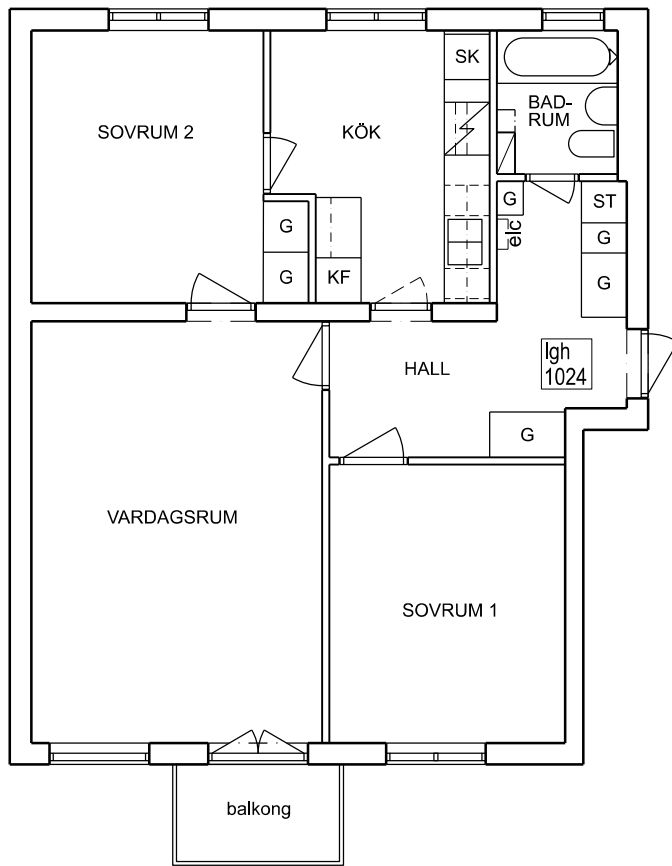 SK
SOVRUM 2
KÖK
BAD-
RUM
G
ST
G
elc
G
G
G
KF
HALL
lgh
1024
G
VARDAGSRUM
SOVRUM 1
balkong